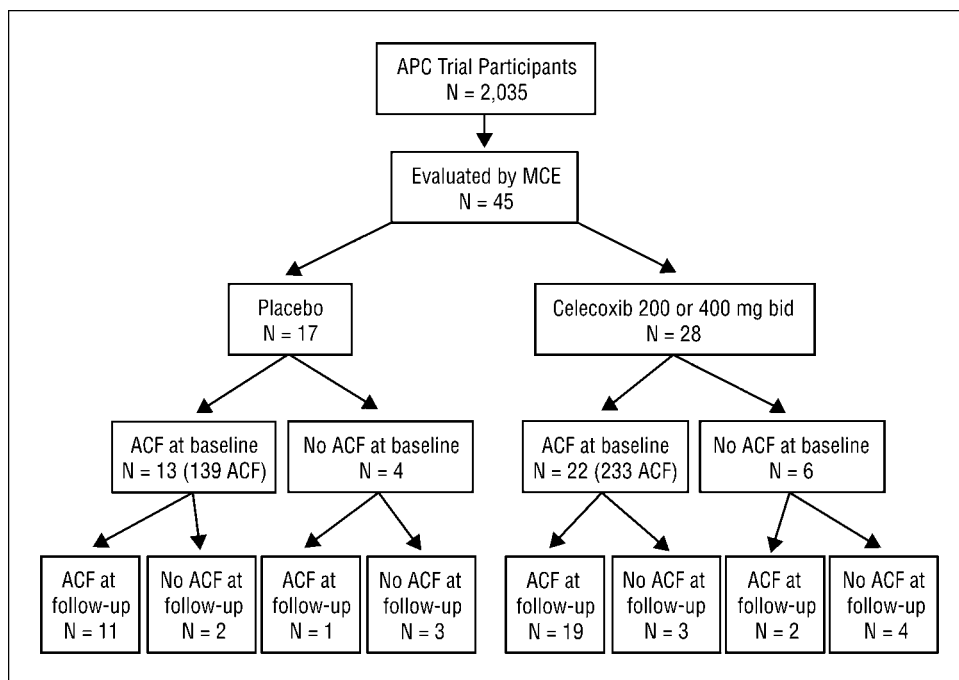 APC Trial Participants
N = 2,035
Evaluated by MCE
N = 45
Placebo
N = 17
Celecoxib 200 or 400 mg bid
N = 28
ACF at baseline
N = 13 (139 ACF)
No ACF at baseline
N = 4
ACF at baseline
N = 22 (233 ACF)
No ACF at baseline
N = 6
ACF at
follow-up
N = 11
No ACF at
follow-up
N = 2
ACF at
follow-up
N = 1
No ACF at
follow-up
N = 3
ACF at
follow-up
N = 19
No ACF at
follow-up
N = 3
ACF at
follow-up
N = 2
No ACF at
follow-up
N = 4